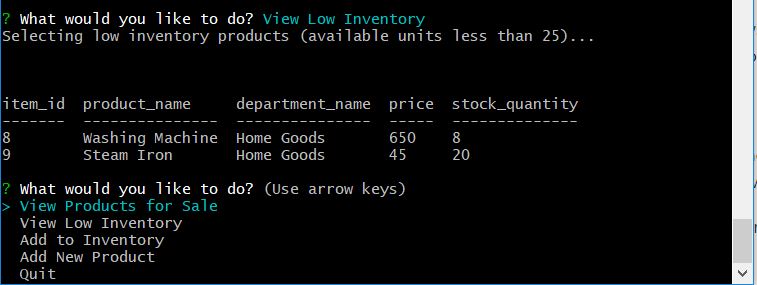 ? What would you like to do? View Low Inventory
Selecting low inventory products (available units less than 25)...
item_id  product_name     department_name  price  stock_quantity
-------  ---------------  ---------------  -----  --------------
8        Washing Machine  Home Goods       650    8
9        Steam Iron       Home Goods       45     20
? What would you like to do? (Use arrow keys)
> View Products for Sale
  View Low Inventory
  Add to Inventory
  Add New Product
  Quit